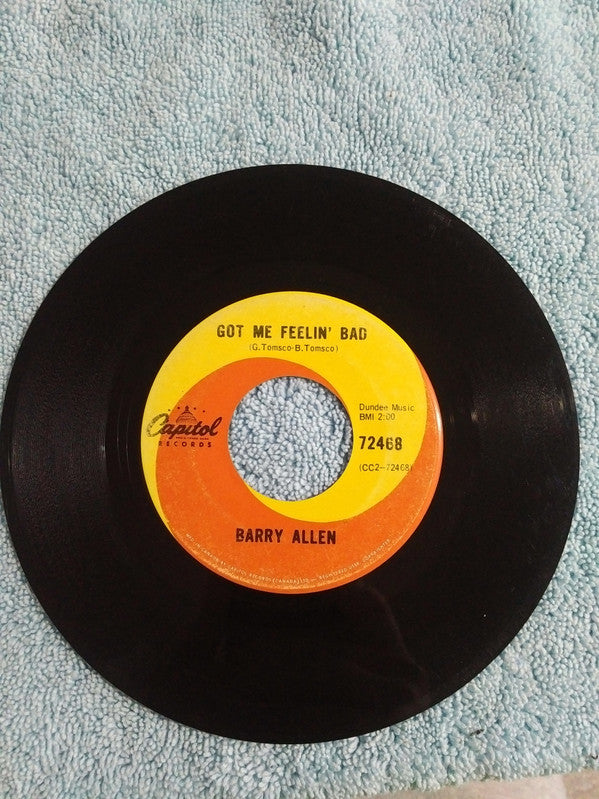 GOT ME FEELIN' BAD
(G. Tomsco-B. Tomsco)
Capitol
RECORDS
Dundee Music
BMI 2:00
72468
(CC2-72468)
BARRY ALLEN